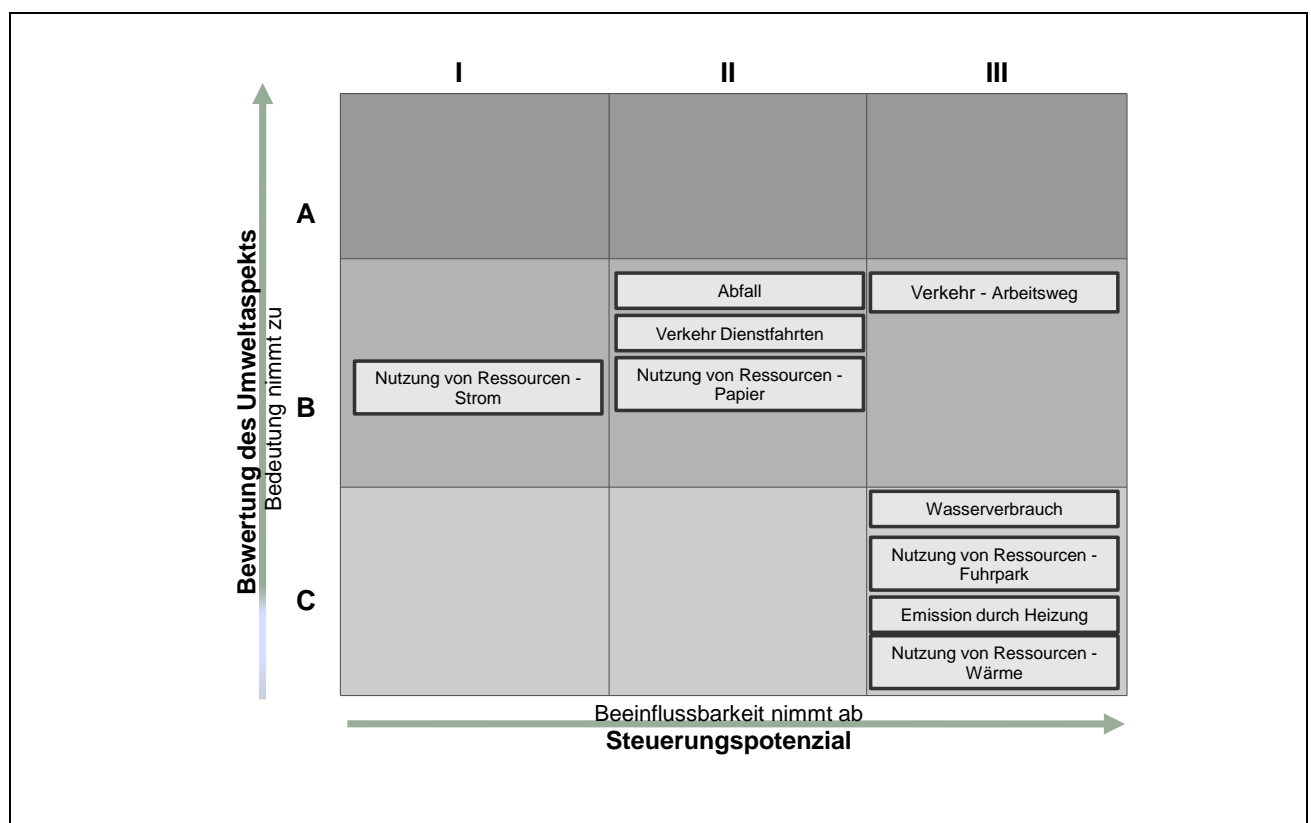 I
II
III
Bewertung des Umweltaspekts
Bedeutung nimmt zu
A
Abfall
Verkehr - Arbeitsweg
Verkehr Dienstfahrten
Nutzung von Ressourcen -
Strom
Nutzung von Ressourcen -
Papier
B
Wasserverbrauch
Nutzung von Ressourcen -
Fuhrpark
C
Emission durch Heizung
Nutzung von Ressourcen -
Wärme
Beeinflussbarkeit nimmt ab
Steuerungspotenzial